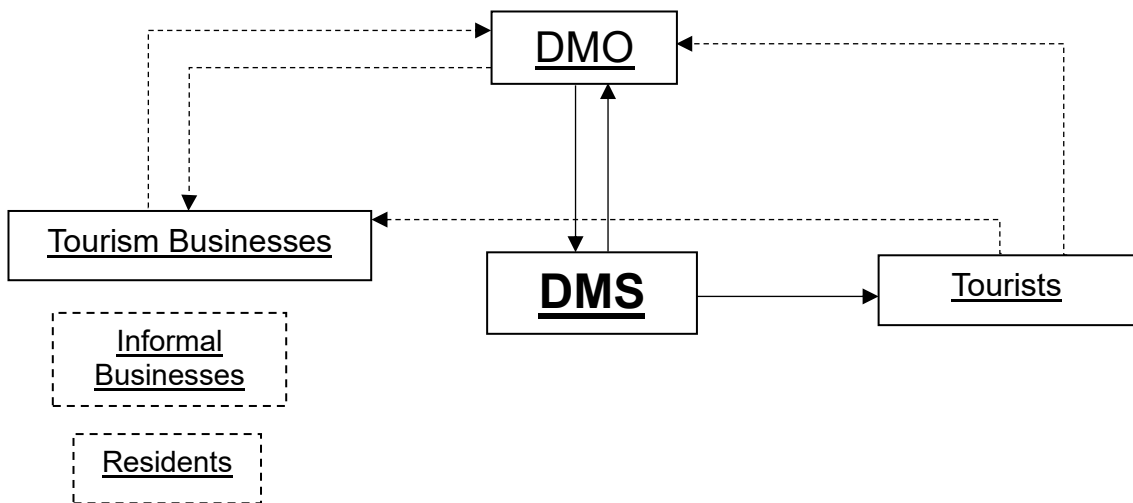 DMO
Tourism Businesses
DMS
Tourists
Informal
Businesses
Residents